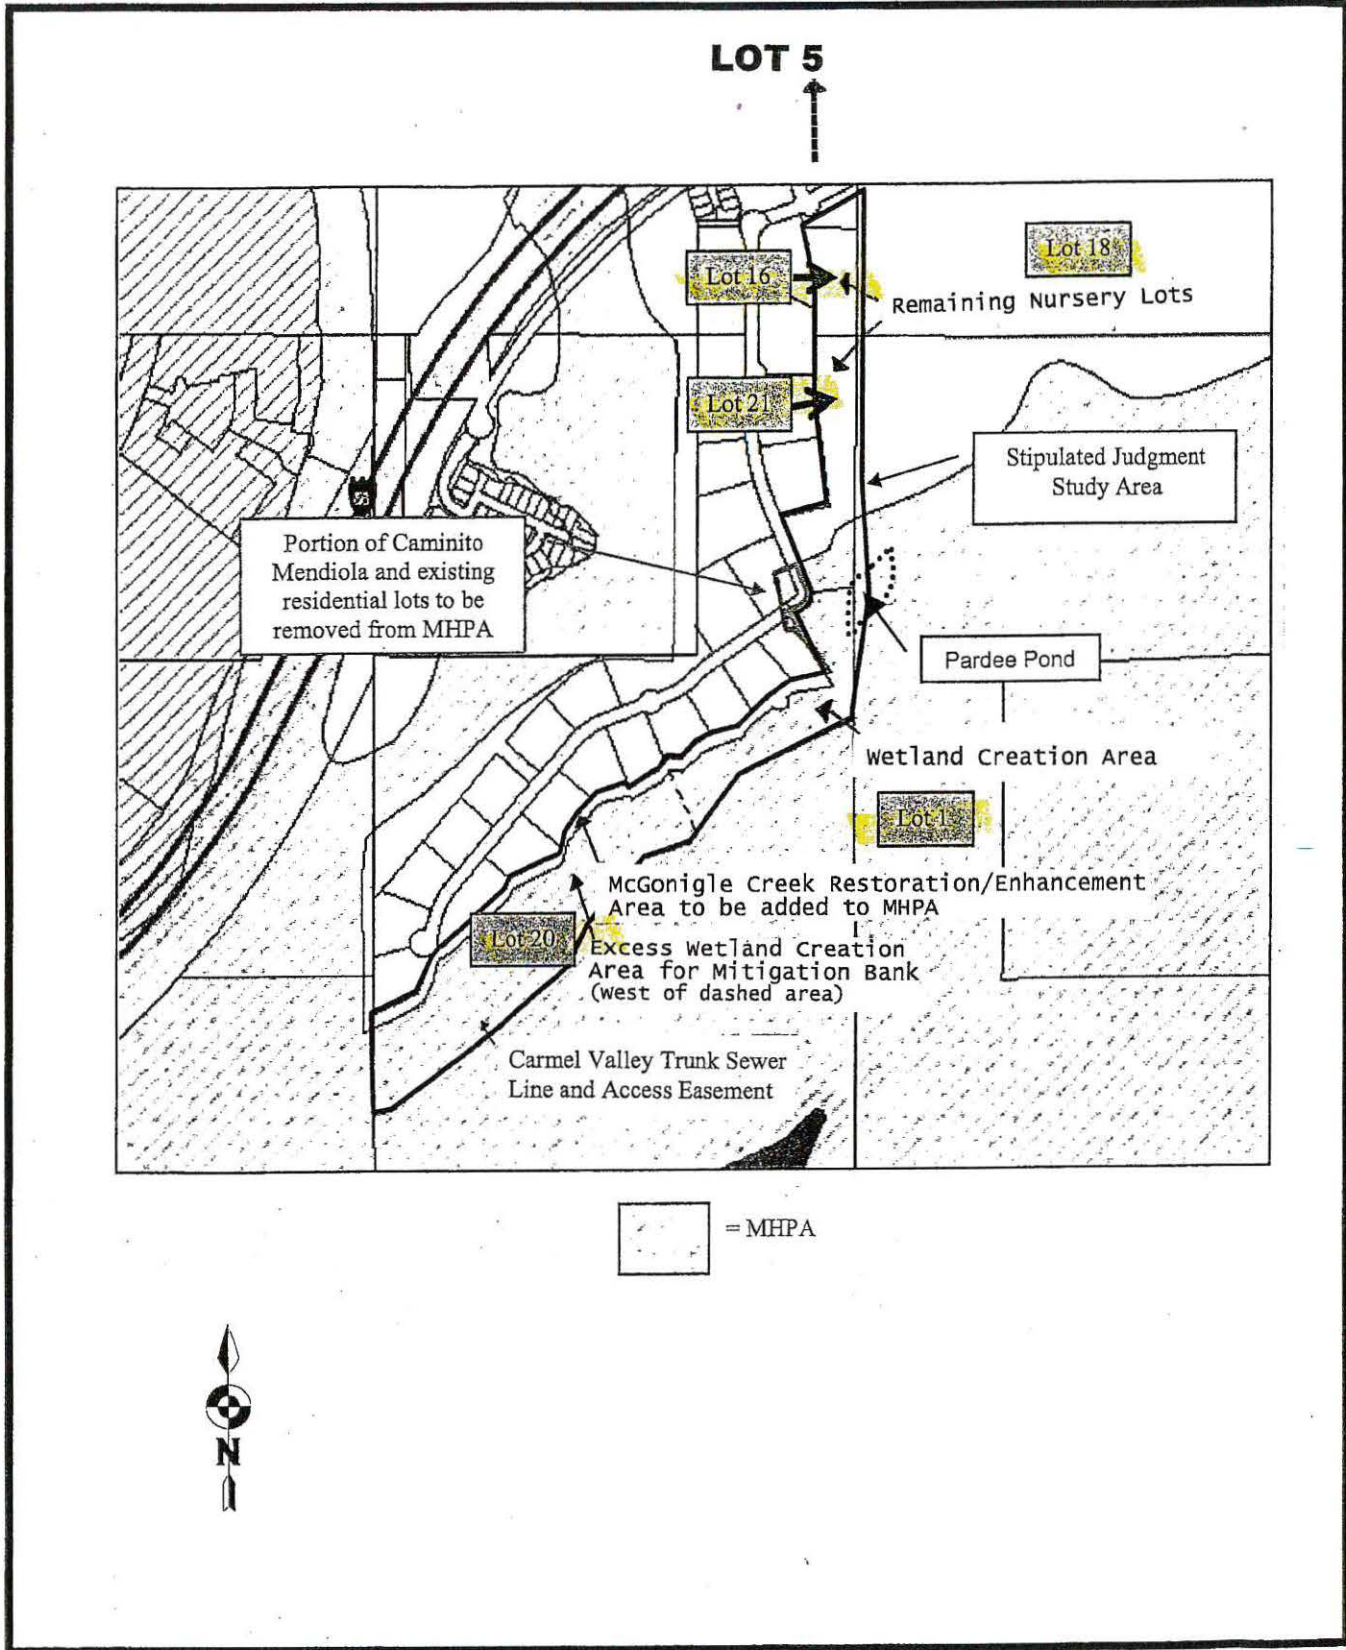 LOT 5
Lot 18
Lot 16
Remaining Nursery Lots
Lot 21
Stipulated Judgment
Study Area
Portion of Caminito
Mendiola and existing
residential lots to be
removed from MHPA
Pardee Pond
Wetland Creation Area
Lot 1
McGonigle Creek Restoration/Enhancement
Area to be added to MHPA
Lot 20
Excess Wetland Creation
Area for Mitigation Bank
(west of dashed area)
Carmel Valley Trunk Sewer
Line and Access Easement
= MHPA
N